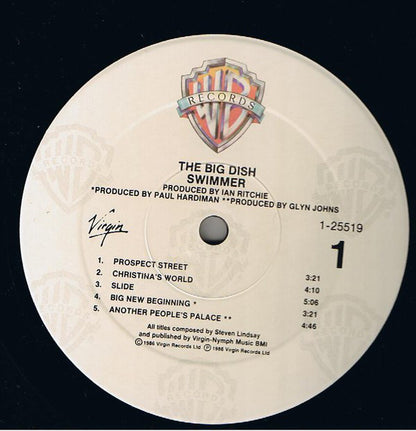 WB
RECORDS
THE BIG DISH
SWIMMER
PRODUCED BY IAN RITCHIE
*PRODUCED BY PAUL HARDIMAN **PRODUCED BY GLYN JOHNS
Virgin
1-25519
1
1. PROSPECT STREET 3:21
2. CHRISTINA'S WORLD 4:10
3. SLIDE 5:06
4. BIG NEW BEGINNING * 3:21
5. ANOTHER PEOPLE'S PALACE ** 4:46
All titles composed by Steven Lindsay
and published by Virgin-Nymph Music BMI
© 1986 Virgin Records Ltd ℗ 1986 Virgin Records Ltd